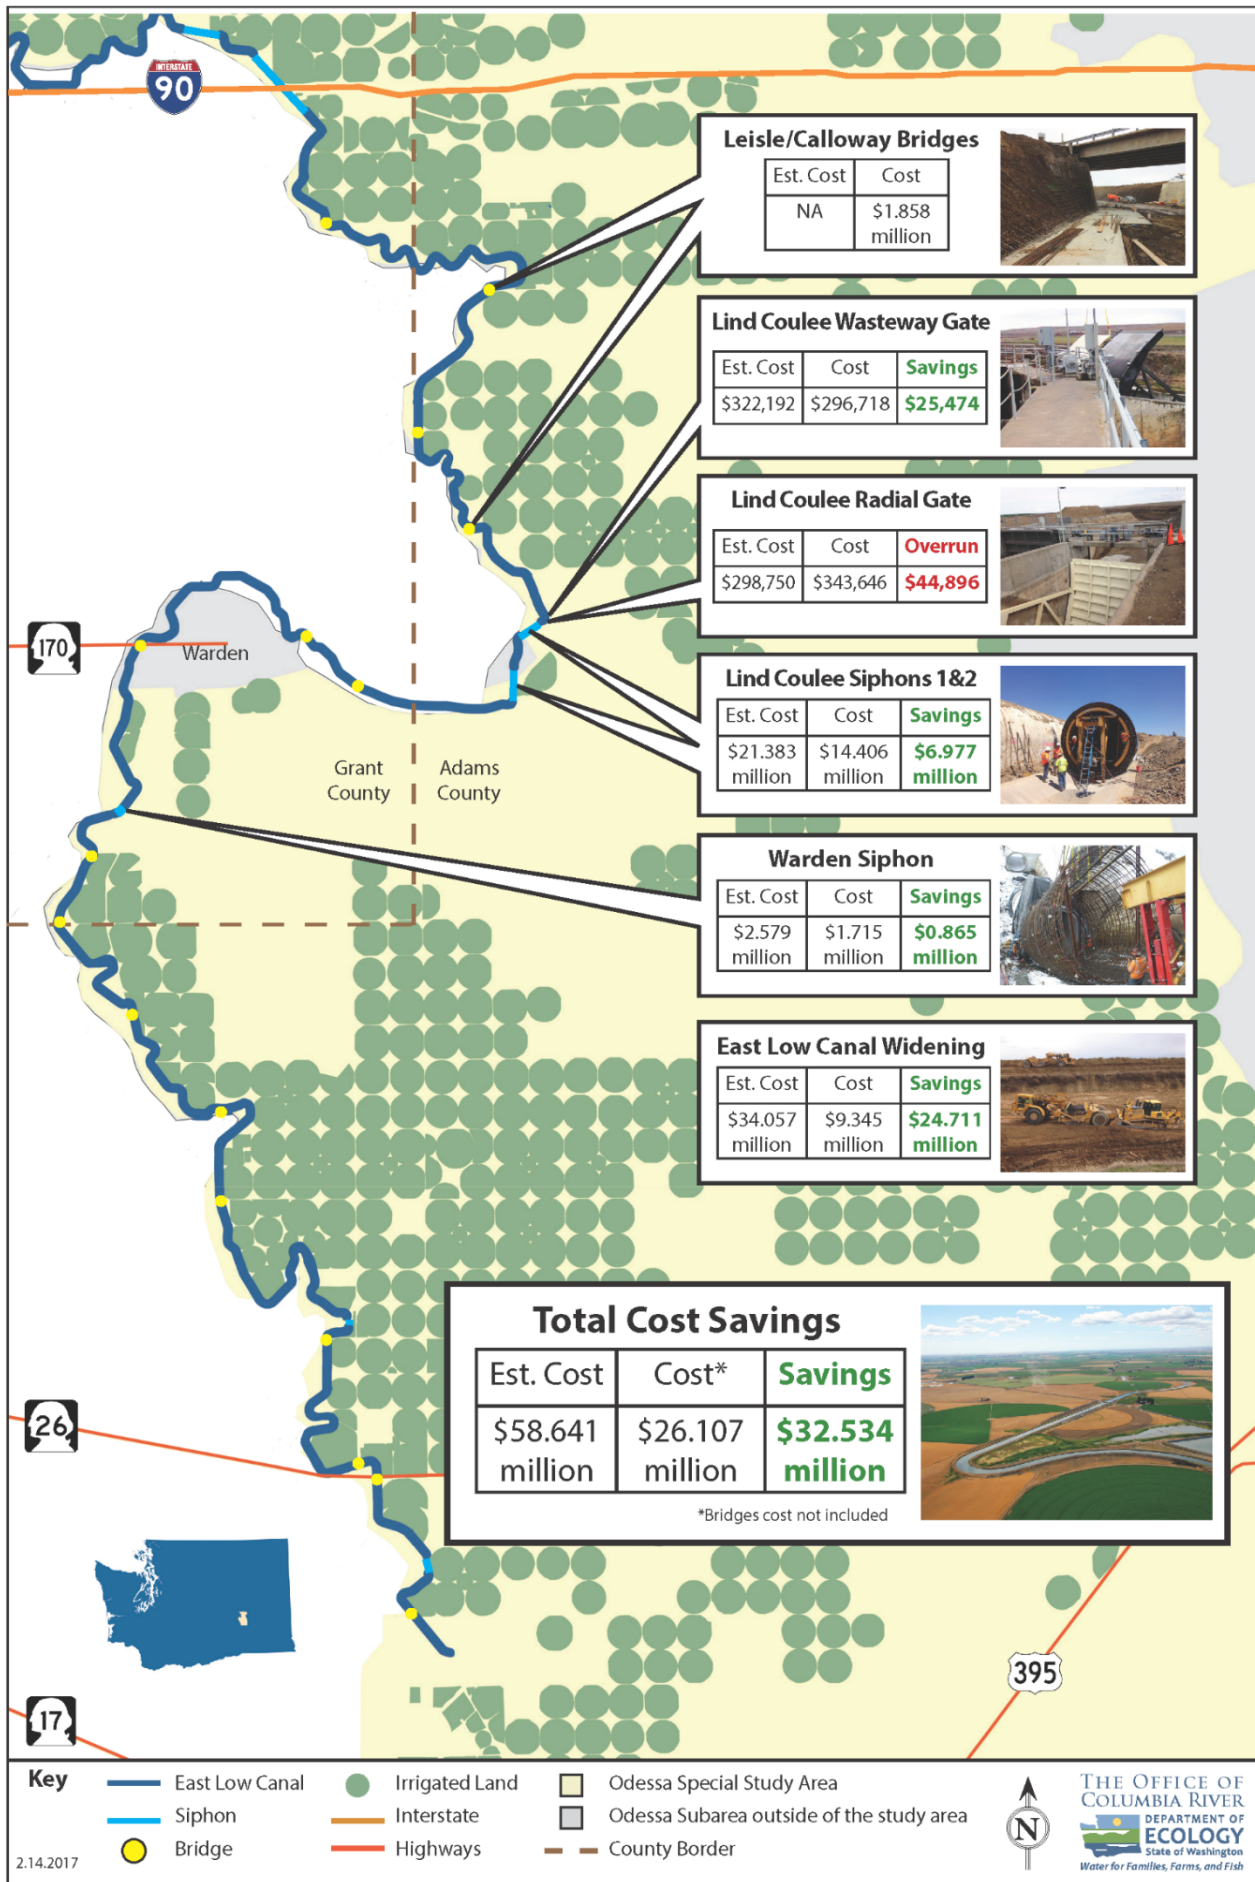 INTERSTATE
90
Leisle/Calloway Bridges
Est. Cost Cost
NA $1.858
million
Lind Coulee Wasteway Gate
Est. Cost Cost Savings
$322,192 $296,718 $25,474
Lind Coulee Radial Gate
Est. Cost Cost Overrun
$298,750 $343,646 $44,896
170
Warden
Lind Coulee Siphons 1&2
Est. Cost Cost Savings
$21.383 $14.406 $6.977
million million million
Grant
County
Adams
County
Warden Siphon
Est. Cost Cost Savings
$2.579 $1.715 $0.865
million million million
East Low Canal Widening
Est. Cost Cost Savings
$34.057 $9.345 $24.711
million million million
Total Cost Savings
Est. Cost Cost* Savings
$58.641 $26.107 $32.534
million million million
*Bridges cost not included
26
395
17
Key
East Low Canal
Siphon
Bridge
Irrigated Land
Interstate
Highways
Odessa Special Study Area
Odessa Subarea outside of the study area
County Border
2.14.2017
N
THE OFFICE OF
COLUMBIA RIVER
DEPARTMENT OF
ECOLOGY
State of Washington
Water for Families, Farms, and Fish